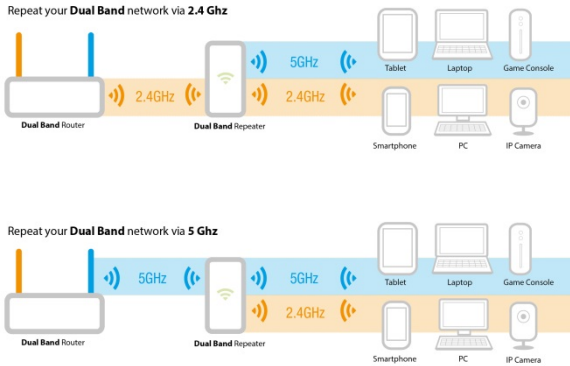 Repeat your Dual Band network via 2.4 Ghz
5GHz
Tablet Laptop Game Console
2.4GHz 2.4GHz
Dual Band Router Dual Band Repeater
Smartphone PC IP Camera
Repeat your Dual Band network via 5 Ghz
5GHz 5GHz
Tablet Laptop Game Console
2.4GHz
Dual Band Router Dual Band Repeater
Smartphone PC IP Camera